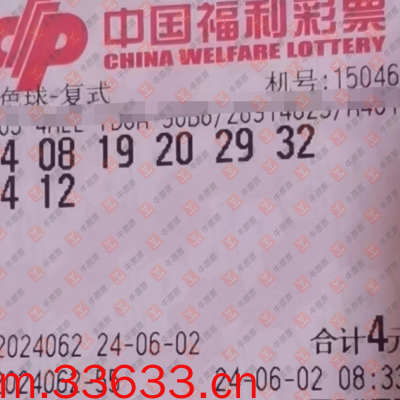 中国福利彩票
CHINA WELFARE LOTTERY
色球-复式 机号:15046
4 08 19 20 29 32
4 12
2024062 24-06-02 合计4元
24-06-02 08:33
m.33633.cn